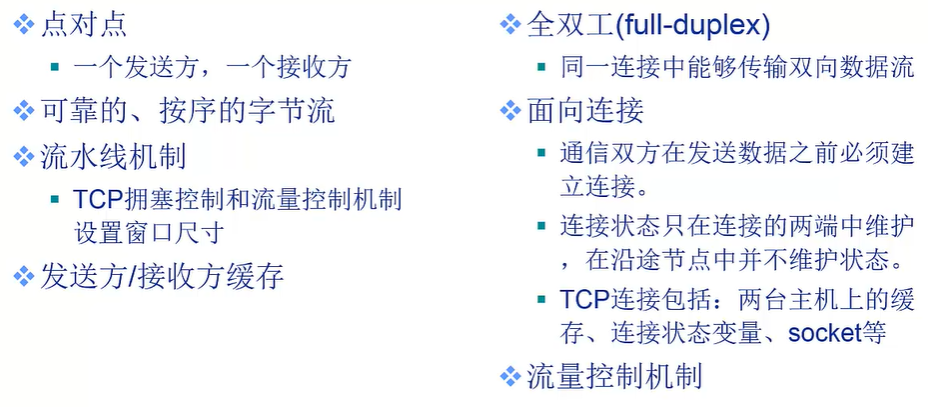 ❖点对点
▪ 一个发送方，一个接收方
❖可靠的、按序的字节流
❖流水线机制
▪ TCP拥塞控制和流量控制机制
设置窗口尺寸
❖发送方/接收方缓存
❖全双工(full-duplex)
▪ 同一连接中能够传输双向数据流
❖面向连接
▪ 通信双方在发送数据之前必须建
立连接。
▪ 连接状态只在连接的两端中维护
，在沿途节点中并不维护状态。
▪ TCP连接包括：两台主机上的缓
存、连接状态变量、socket等
❖流量控制机制